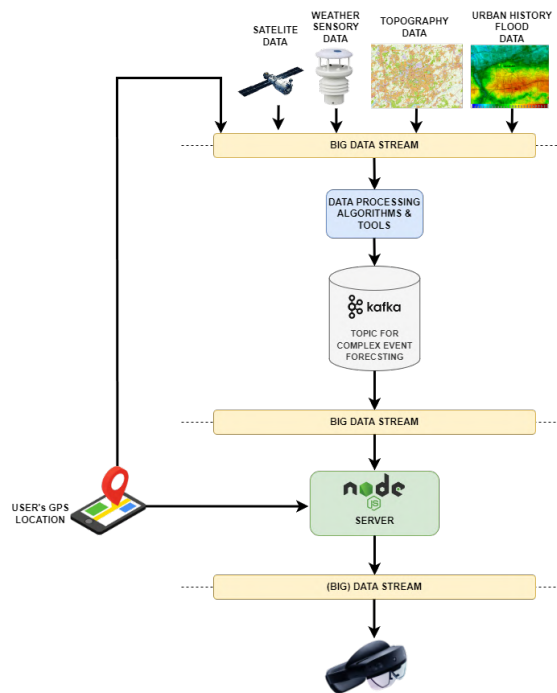 SATELITE
DATA
WEATHER
SENSORY
DATA
TOPOGRAPHY
DATA
URBAN HISTORY
FLOOD
DATA
BIG DATA STREAM
DATA PROCESSING
ALGORITHMS &
TOOLS
kafka
TOPIC FOR
COMPLEX EVENT
FORECSTING
BIG DATA STREAM
USER's GPS
LOCATION
node
JS
SERVER
(BIG) DATA STREAM